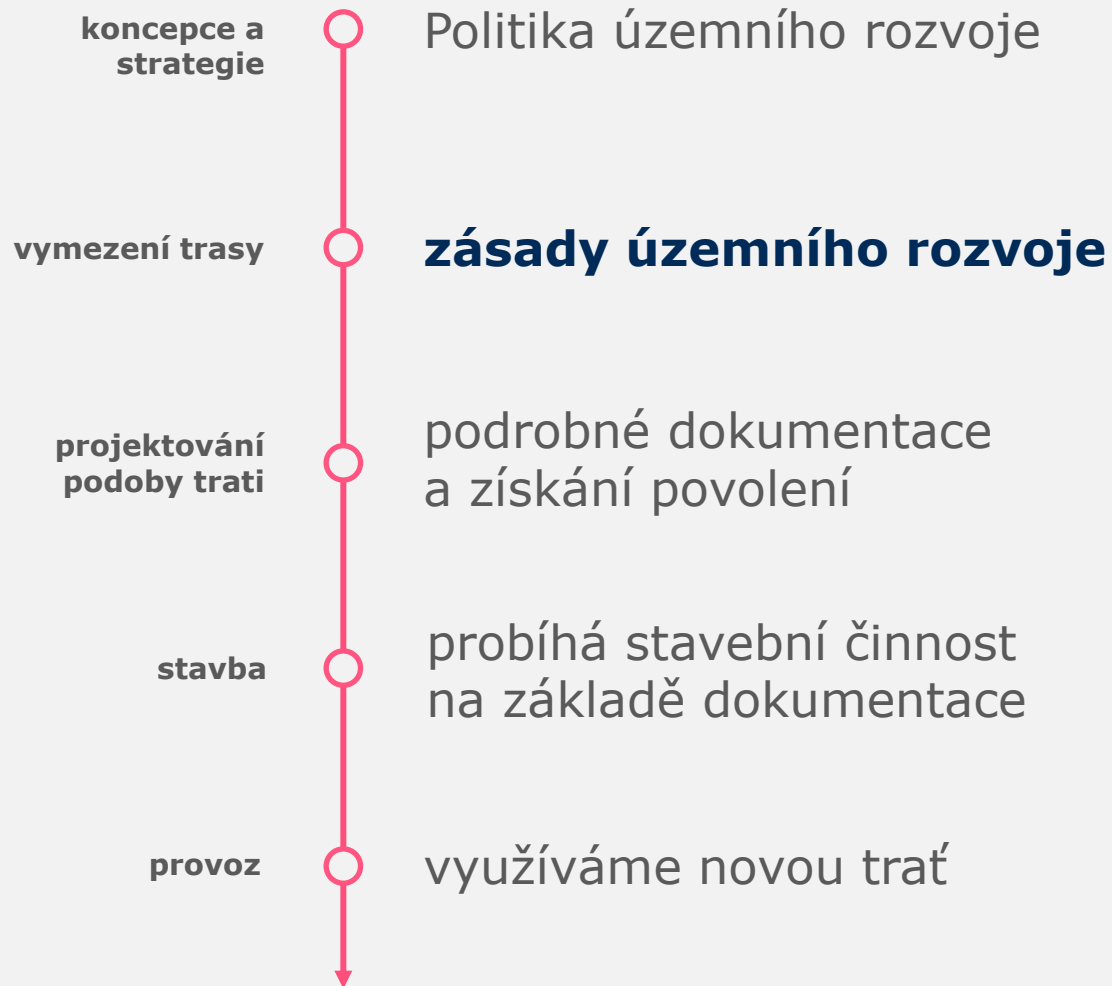 koncepce a
strategie
Politika územního rozvoje
vymezení trasy
zásady územního rozvoje
projektování
podoby trati
podrobné dokumentace
a získání povolení
stavba
probíhá stavební činnost
na základě dokumentace
provoz
využíváme novou trať